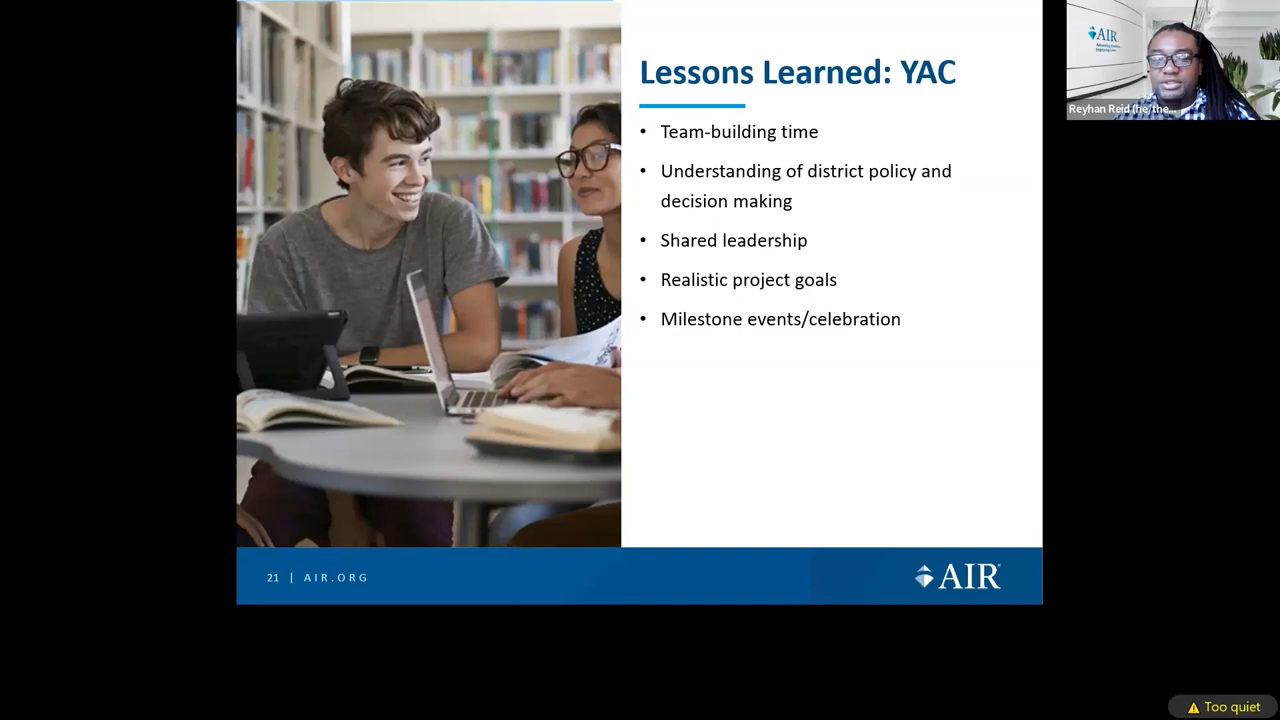 Lessons Learned: YAC
• Team-building time
• Understanding of district policy and
decision making
• Shared leadership
• Realistic project goals
• Milestone events/celebration
21 | AIR.ORG
AIR
AIR
Reyhan Reid (he/the...
Too quiet